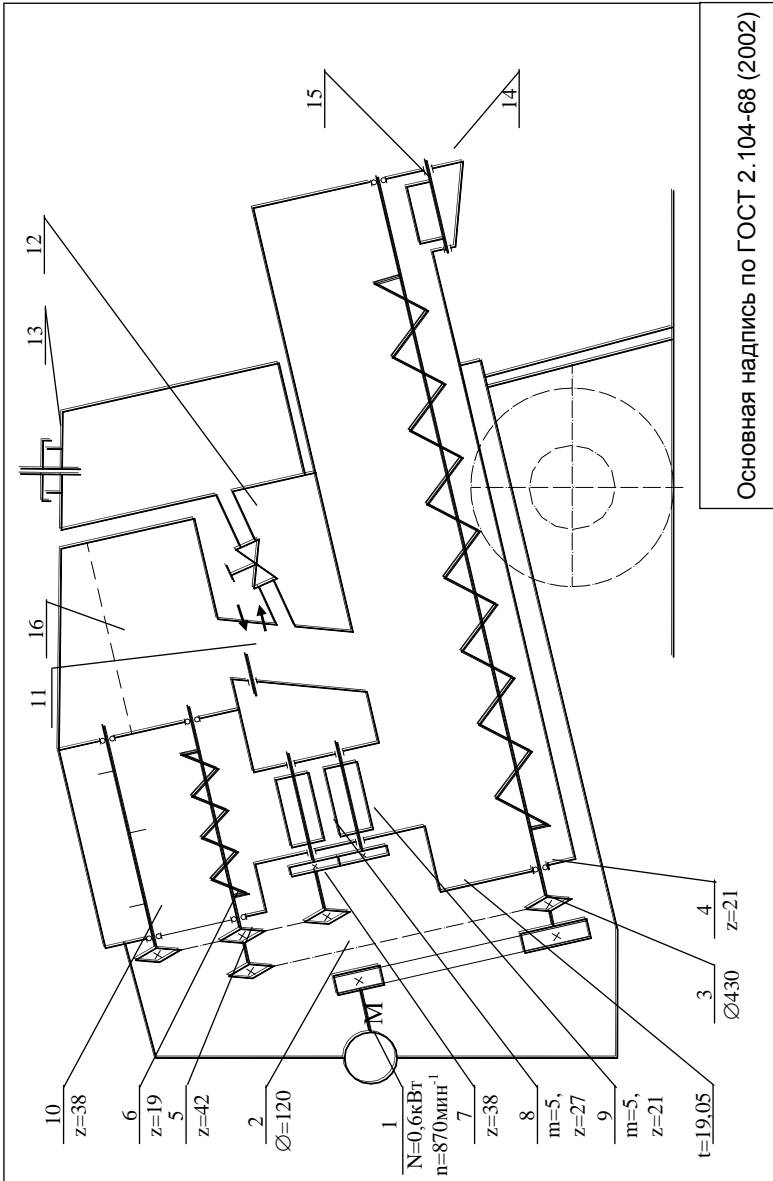 10
z=38
6
z=19
5
z=42
2
∅=120
1
N=0,6кВт
n=870мин⁻¹
7
z=38
8
m=5,
z=27
9
m=5,
z=21
t=19,05
3
∅430
4
z=21
М
11
16
13
12
15
14
Основная надпись по ГОСТ 2.104-68 (2002)